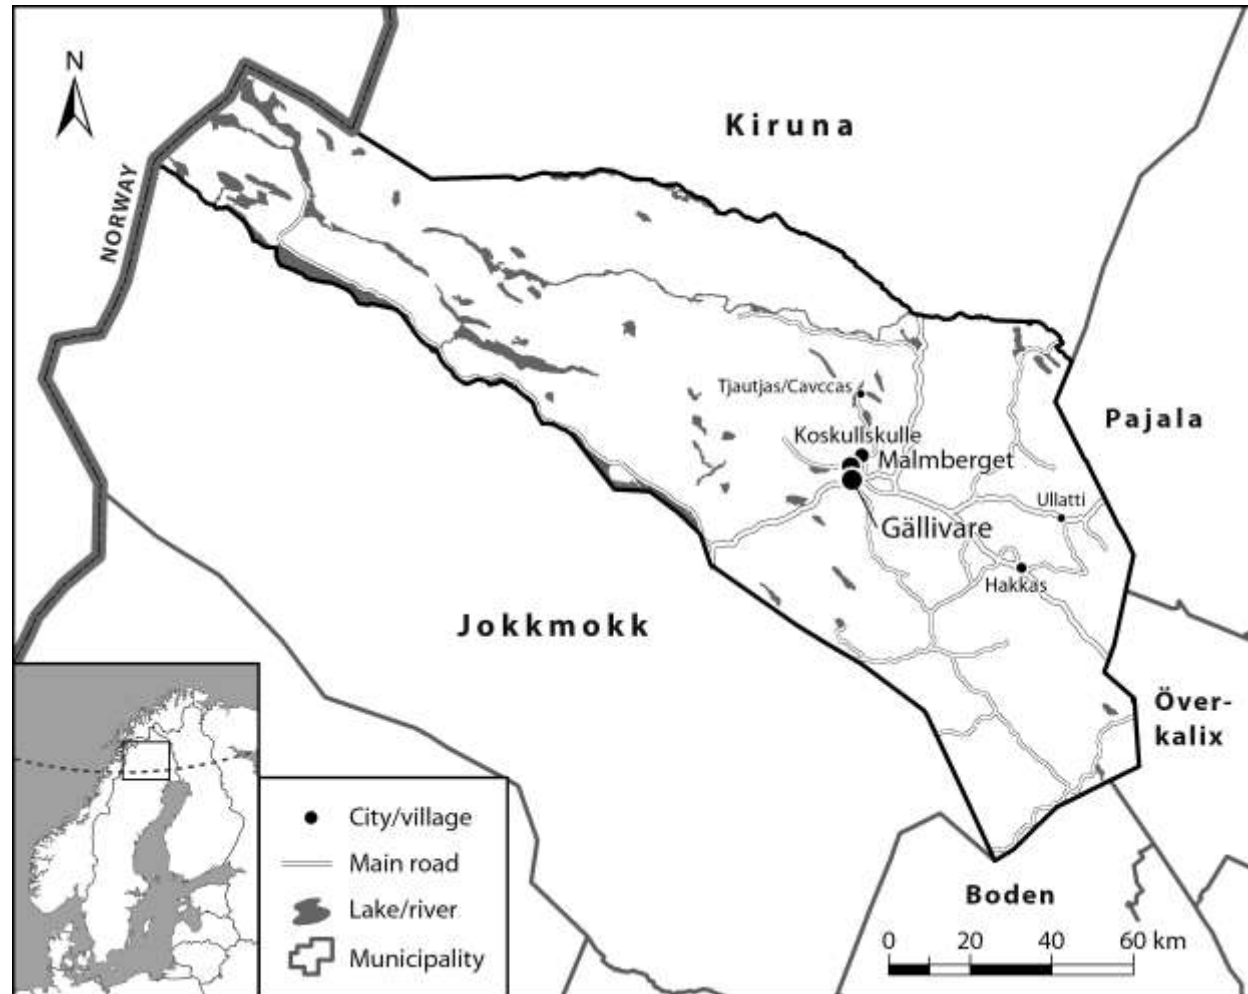 N
Kiruna
NORWAY
Tjautjas/Cavccas
Pajala
Koskullskulle
Malmberget
Ullatti
Gällivare
Hakkas
Jokkmokk
Över-
kalix
City/village
Main road
Lake/river
Municipality
Boden
0 20 40 60 km